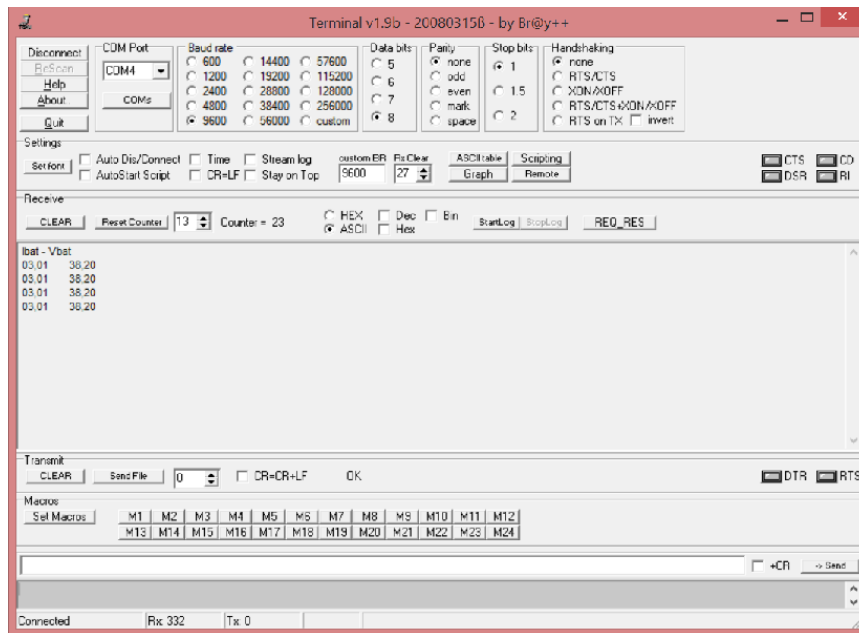 Terminal v1.9b - 20080315ß - by Br@y++
Disconnect
ReScan
Help
About
Quit
COM Port
COM4
COMs
Baud rate
600 14400 57600
1200 19200 115200
2400 28800 128000
4800 38400 256000
9600 56000 custom
Data bits
5
6
7
8
Parity
none
odd
even
mark
space
Stop bits
1
1.5
2
Handshaking
none
RTS/CTS
XON/XOFF
RTS/CTS+XON/XOFF
RTS on TX invert
Settings
Set font
Auto Dis/Connect Time Stream log
AutoStart Script CR=LF Stay on Top
custom BR Rx Clear
9600 27
ASCII table Scripting
Graph Remote
CTS CD
DSR RI
Receive
CLEAR Reset Counter 13 Counter = 23
HEX Dec Bin
ASCII Hex
StartLog StopLog REQ_RES
Ibat - Vbat
03,01 38,20
03,01 38,20
03,01 38,20
03,01 38,20
Transmit
CLEAR Send File 0 CR=CR+LF OK DTR RTS
Macros
Set Macros M1 M2 M3 M4 M5 M6 M7 M8 M9 M10 M11 M12
M13 M14 M15 M16 M17 M18 M19 M20 M21 M22 M23 M24
+CR -> Send
Connected Rx: 332 Tx: 0